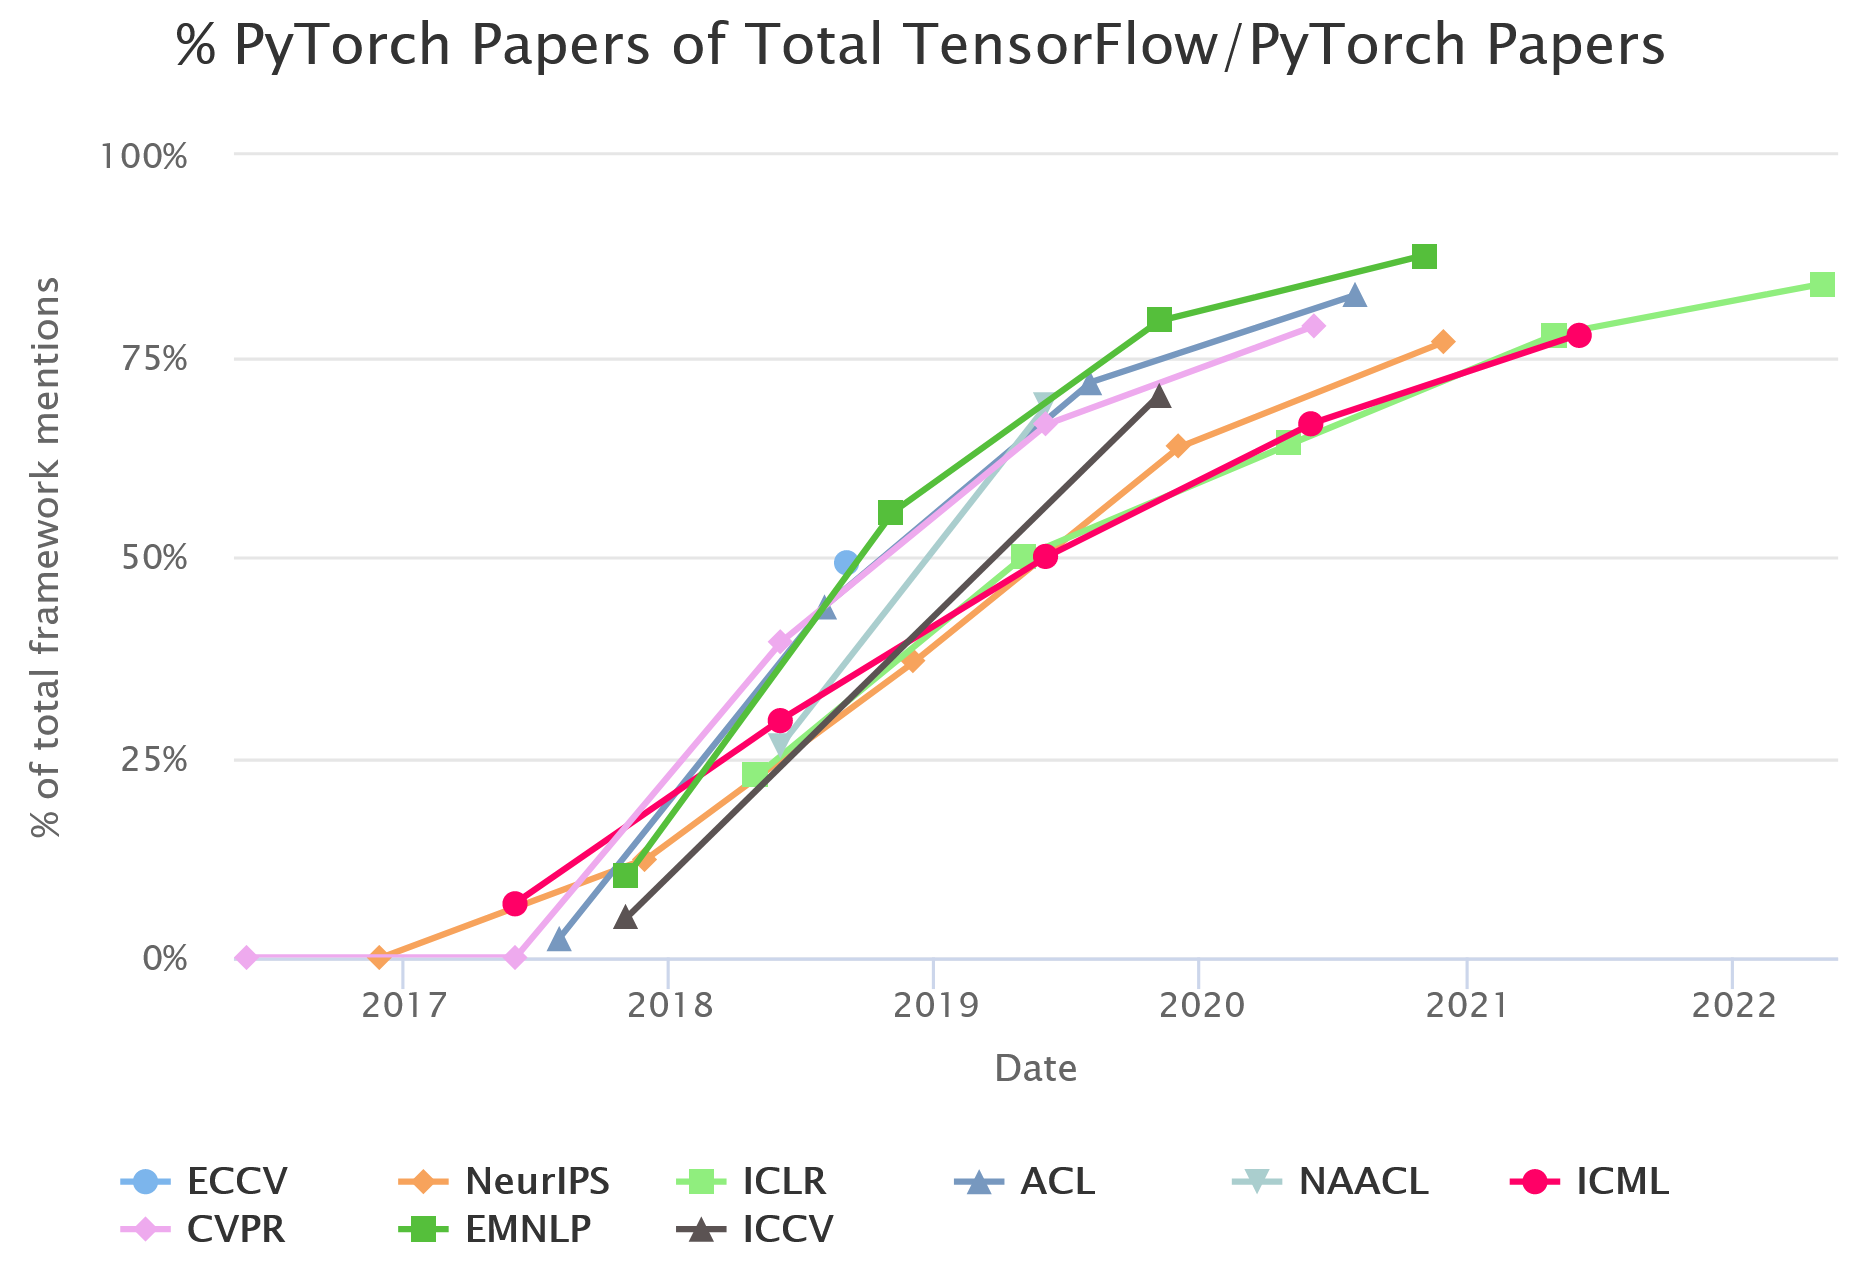 % PyTorch Papers of Total TensorFlow/PyTorch Papers
% of total framework mentions
100%
75%
50%
25%
0%
2017 2018 2019 2020 2021 2022
Date
ECCV NeurIPS ICLR ACL NAACL ICML
CVPR EMNLP ICCV